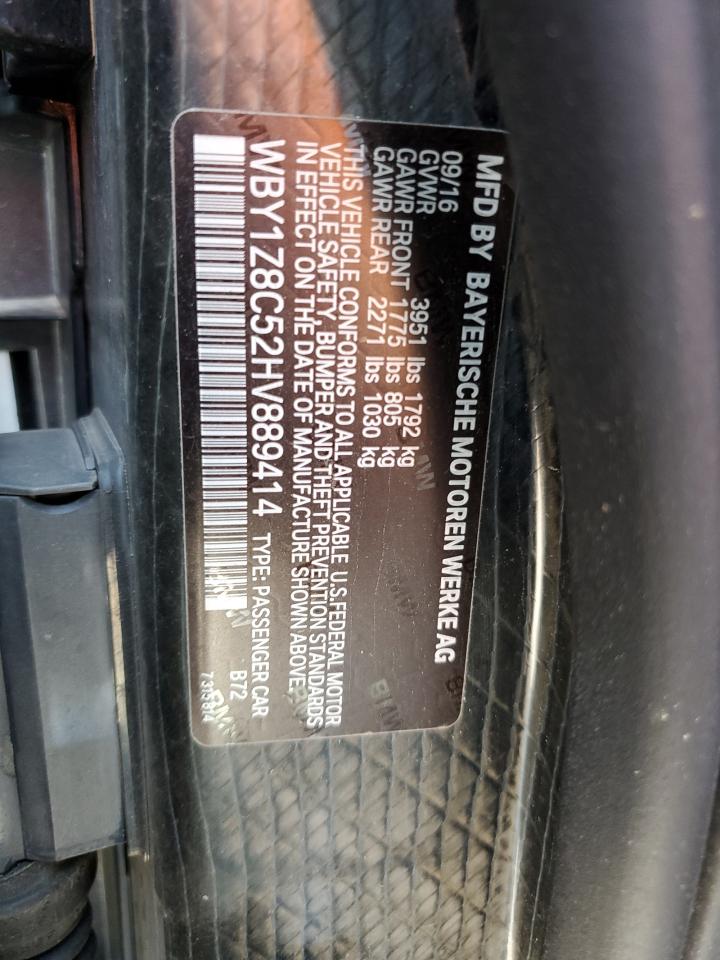 MFD BY BAYERISCHE MOTOREN WERKE AG
09/16
GVWR 3951 lbs 1792 kg
GAWR FRONT 1775 lbs 805 kg
GAWR REAR 2271 lbs 1030 kg
THIS VEHICLE CONFORMS TO ALL APPLICABLE U.S.FEDERAL MOTOR
VEHICLE SAFETY, BUMPER AND THEFT PREVENTION STANDARDS
IN EFFECT ON THE DATE OF MANUFACTURE SHOWN ABOVE.
WBY1Z8C52HV889414 TYPE: PASSENGER CAR
B72
7315814